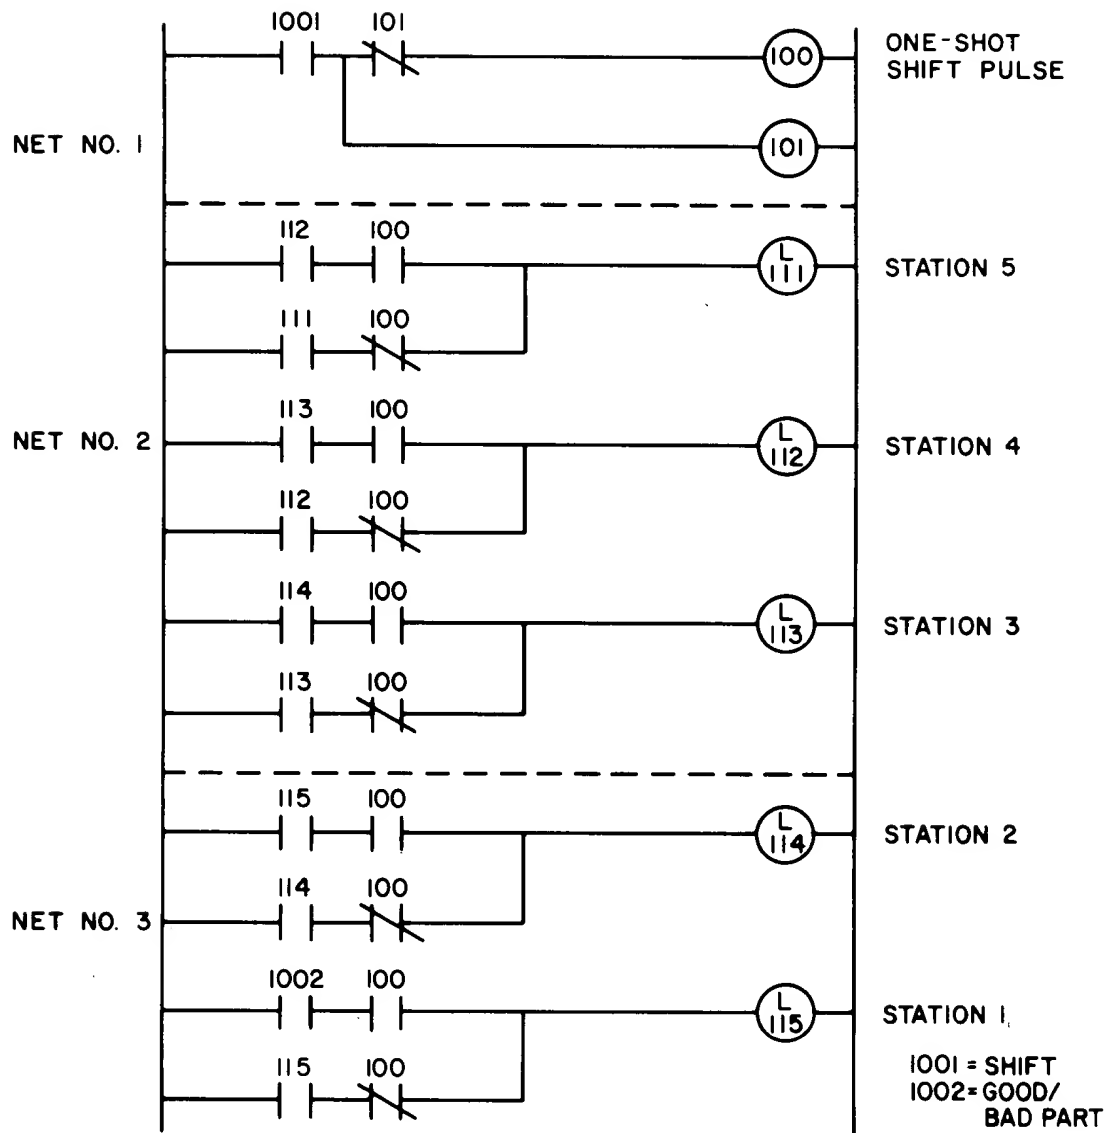 1001 101
100
ONE-SHOT
SHIFT PULSE
NET NO. 1
101
112 100
L
111
STATION 5
111 100
113 100
NET NO. 2
L
112
STATION 4
112 100
114 100
L
113
STATION 3
113 100
115 100
L
114
STATION 2
114 100
NET NO. 3
1002 100
L
115
STATION 1
115 100
1001 = SHIFT
1002 = GOOD/
BAD PART